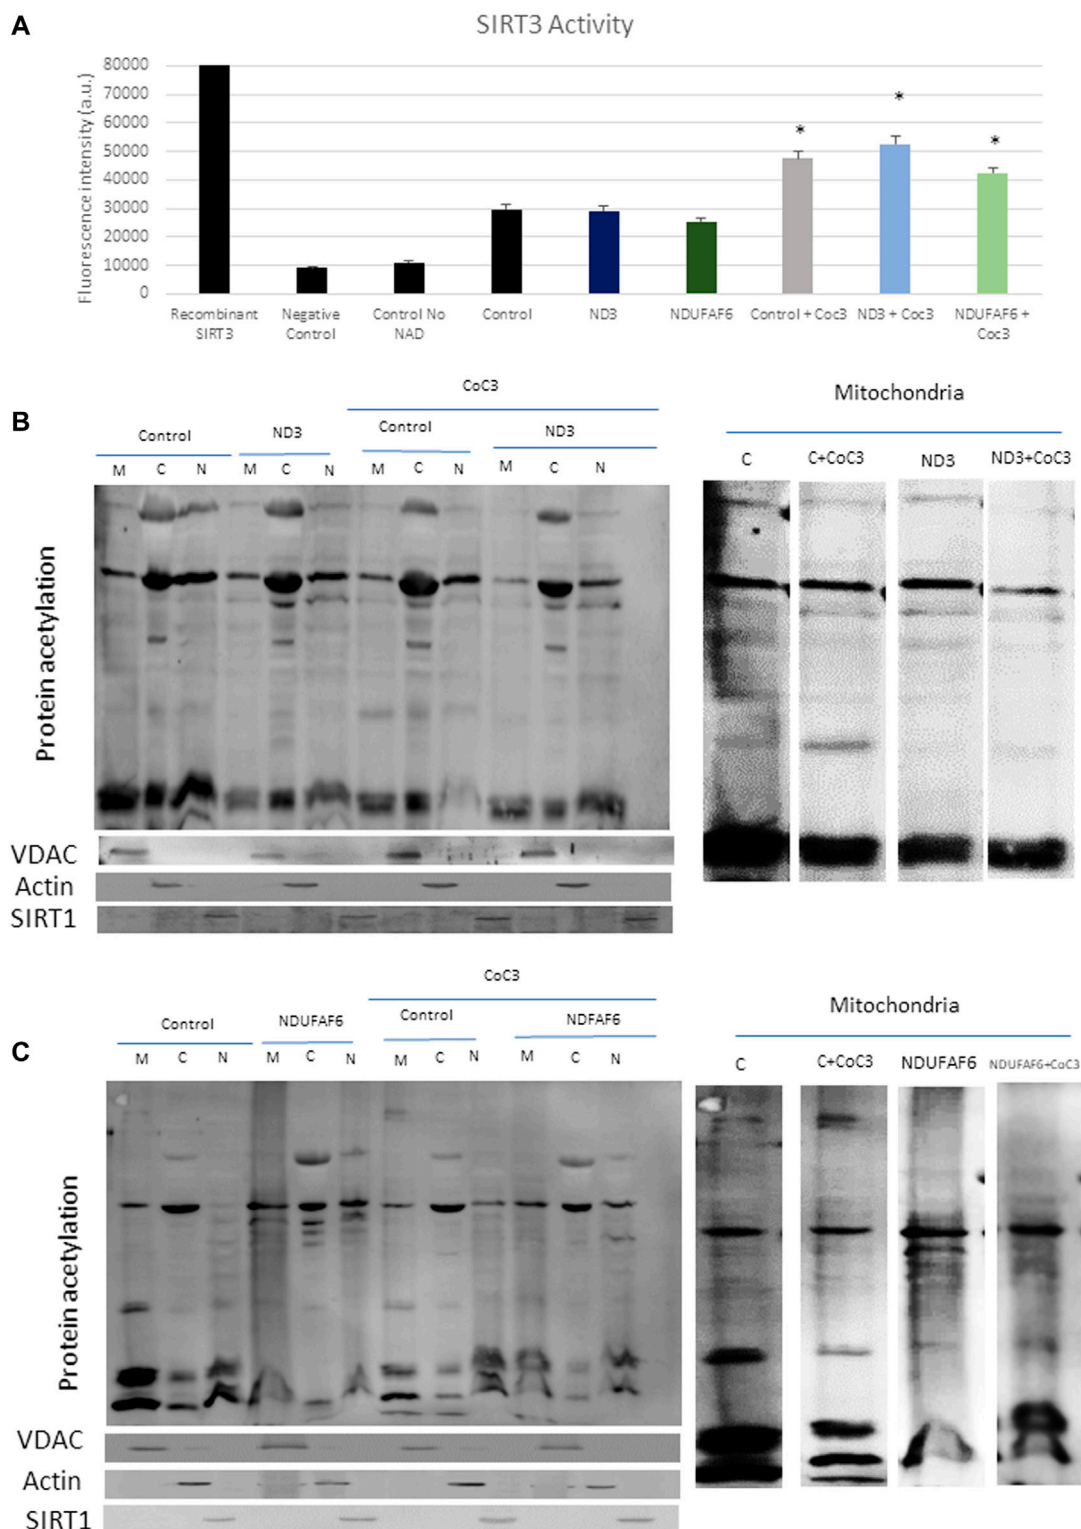 A
SIRT3 Activity
Fluorescence intensity (a.u.)
80000
70000
60000
50000
40000
30000
20000
10000
0
Recombinant SIRT3
Negative Control
Control No NAD
Control
ND3
NDUFAF6
Control + Coc3
ND3 + Coc3
NDUFAF6 + Coc3
*
*
*
B
CoC3
Control
ND3
Control
ND3
M C N M C N M C N M C N
Protein acetylation
VDAC
Actin
SIRT1
Mitochondria
C C+CoC3 ND3 ND3+CoC3
C
CoC3
Control
NDUFAF6
Control
NDFAF6
M C N M C N M C N M C N
Protein acetylation
VDAC
Actin
SIRT1
Mitochondria
C C+CoC3 NDUFAF6 NDUFAF6+CoC3